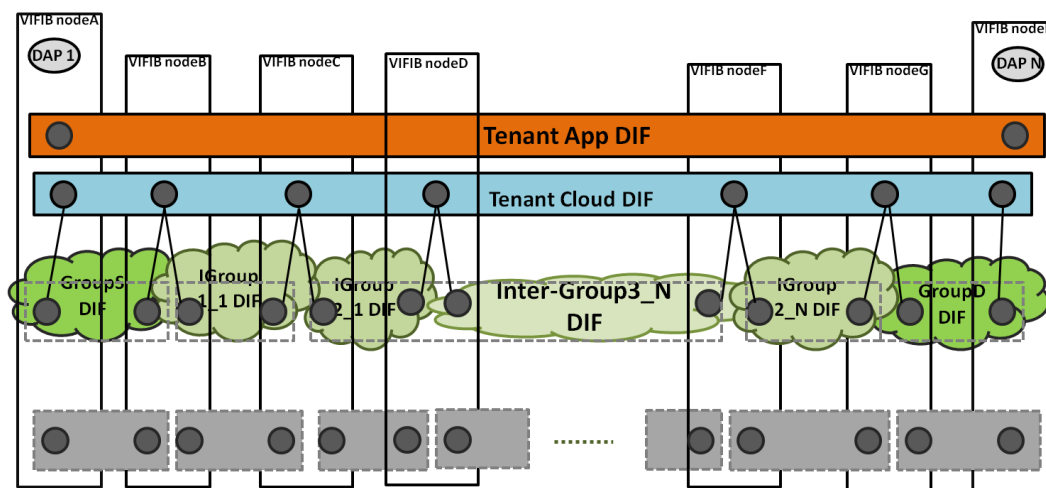 VIFIB nodeA
DAP 1
VIFIB nodeB
VIFIB nodeC
VIFIB nodeD
VIFIB nodeF
VIFIB nodeG
VIFIB node
DAP N
Tenant App DIF
Tenant Cloud DIF
GroupS
DIF
IGroup
1_1 DIF
IGroup
2_1 DIF
Inter-Group3_N
DIF
IGroup
2_N DIF
GroupD
DIF